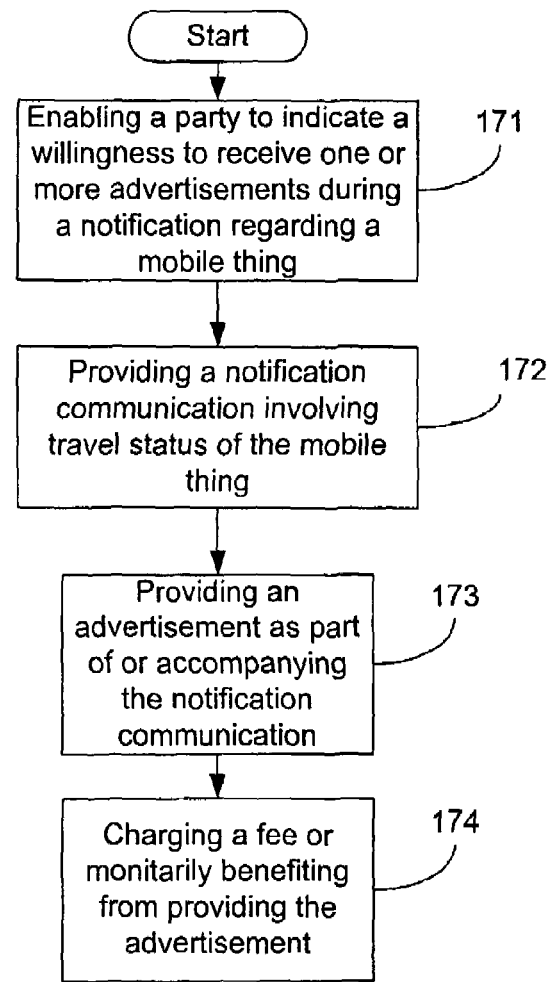 Start
Enabling a party to indicate a
willingness to receive one or
more advertisements during
a notification regarding a
mobile thing
171
Providing a notification
communication involving
travel status of the mobile
thing
172
Providing an
advertisement as part
of or accompanying
the notification
communication
173
Charging a fee or
monitarily benefiting
from providing the
advertisement
174